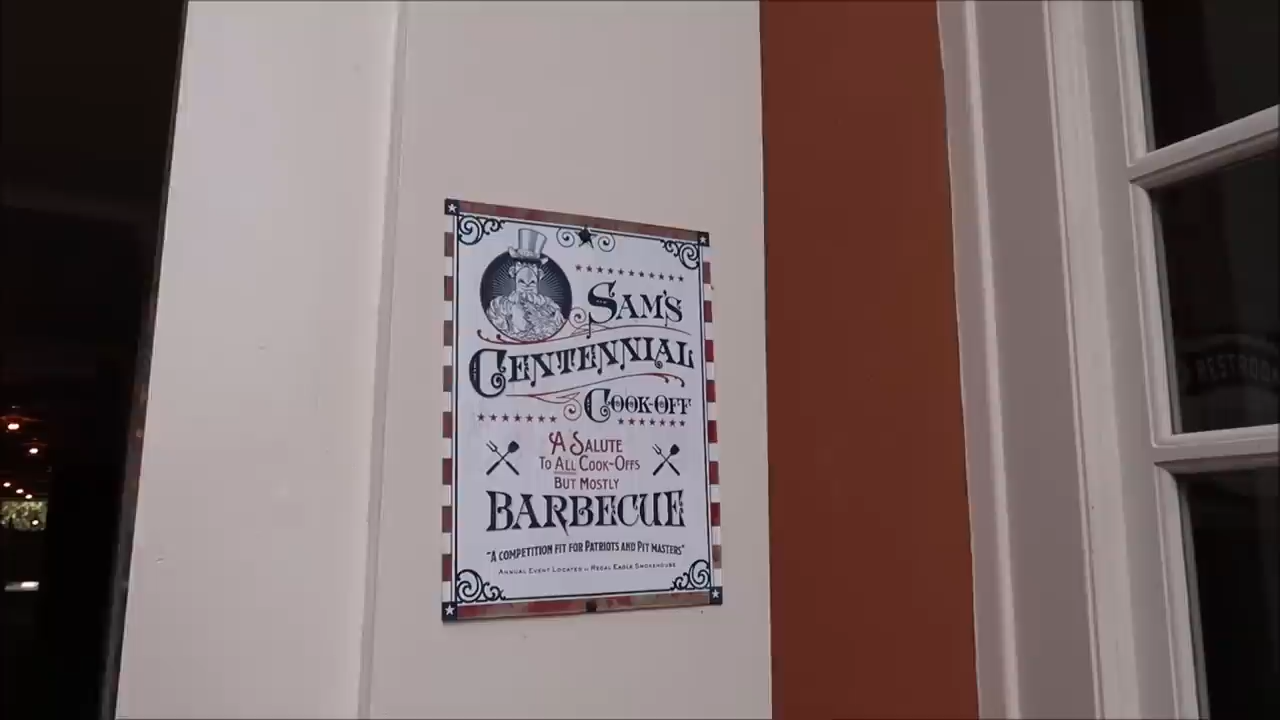 SAM'S
CENTENNIAL
COOK-OFF
A SALUTE
TO ALL COOK-OFFS
BUT MOSTLY
BARBECUE
"A COMPETITION FIT FOR PATRIOTS AND PIT MASTERS"
ANNUAL EVENT LOCATED at REGAL EAGLE SMOKEHOUSE